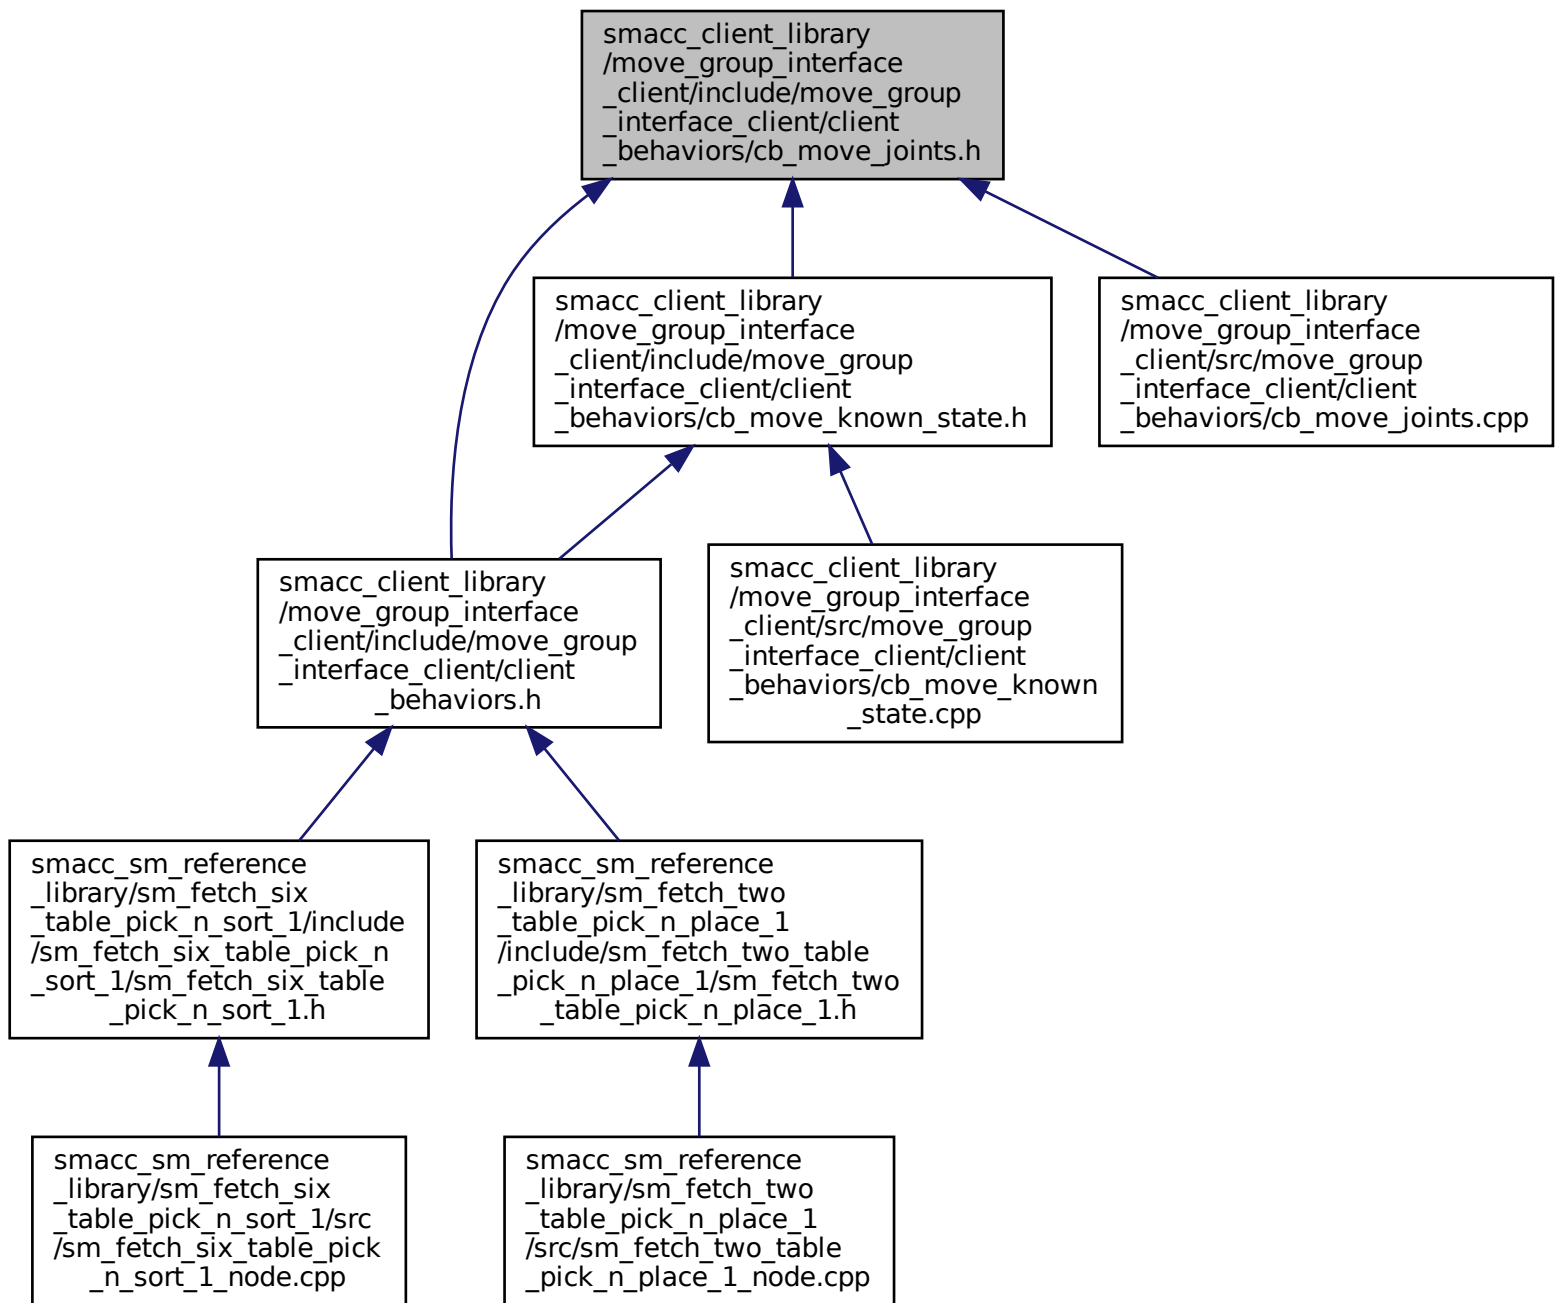 smacc_client_library
/move_group_interface
_client/include/move_group
_interface_client/client
_behaviors/cb_move_joints.h
smacc_client_library
/move_group_interface
_client/include/move_group
_interface_client/client
_behaviors/cb_move_known_state.h
smacc_client_library
/move_group_interface
_client/src/move_group
_interface_client/client
_behaviors/cb_move_joints.cpp
smacc_client_library
/move_group_interface
_client/include/move_group
_interface_client/client
_behaviors.h
smacc_client_library
/move_group_interface
_client/src/move_group
_interface_client/client
_behaviors/cb_move_known
_state.cpp
smacc_sm_reference
_library/sm_fetch_six
_table_pick_n_sort_1/include
/sm_fetch_six_table_pick_n
_sort_1/sm_fetch_six_table
_pick_n_sort_1.h
smacc_sm_reference
_library/sm_fetch_two
_table_pick_n_place_1
/include/sm_fetch_two_table
_pick_n_place_1/sm_fetch_two
_table_pick_n_place_1.h
smacc_sm_reference
_library/sm_fetch_six
_table_pick_n_sort_1/src
/sm_fetch_six_table_pick
_n_sort_1_node.cpp
smacc_sm_reference
_library/sm_fetch_two
_table_pick_n_place_1
/src/sm_fetch_two_table
_pick_n_place_1_node.cpp